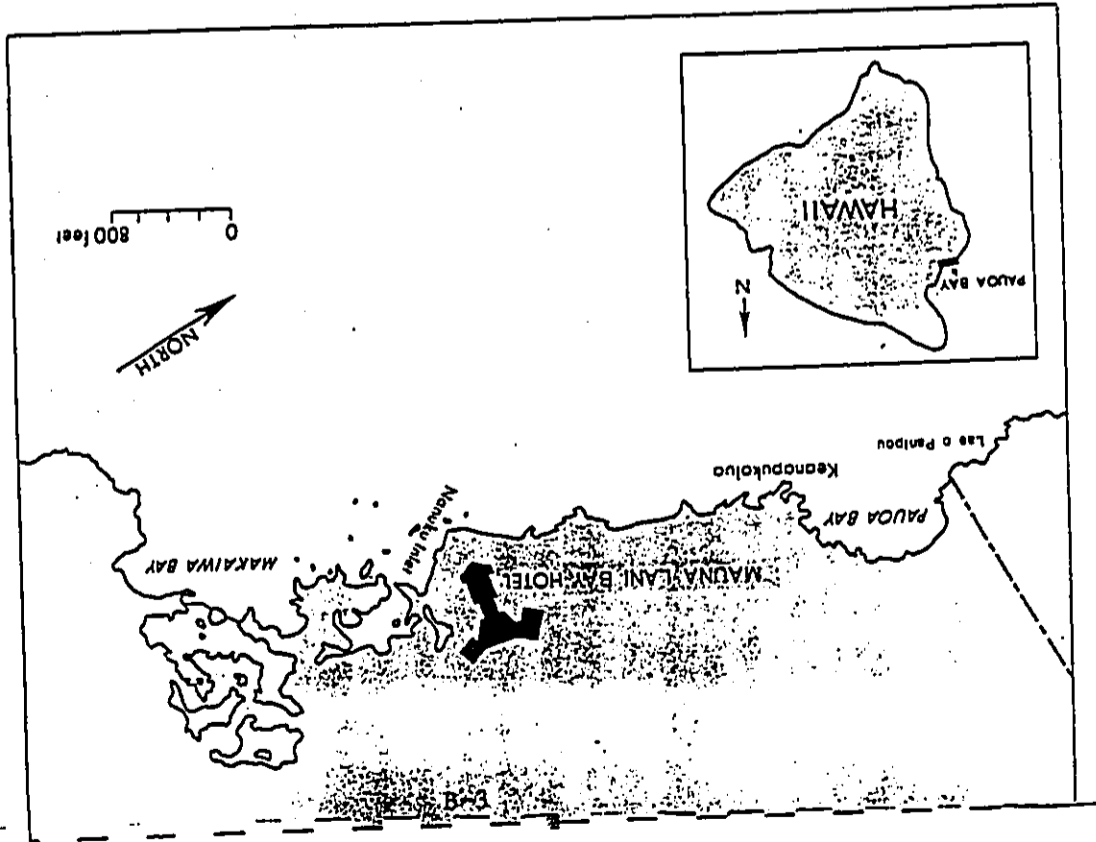 B-3
MAUNA LANI BAY HOTEL
PAUOA BAY
Lae o Panipou
Keanapukalua
Nanuku Inlet
MAKAIWA BAY
NORTH
0 800 feet
PAUOA BAY
N
HAWAII